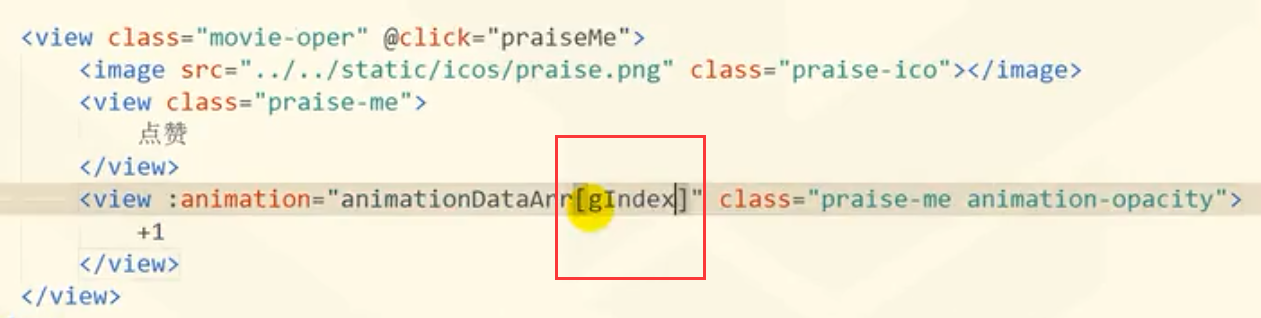 <view class="movie-oper" @click="praiseMe">
<image src="../../static/icos/praise.png" class="praise-ico"></image>
<view class="praise-me">
点赞
</view>
<view :animation="animationDataArr[gIndex]" class="praise-me animation-opacity">
+1
</view>
</view>